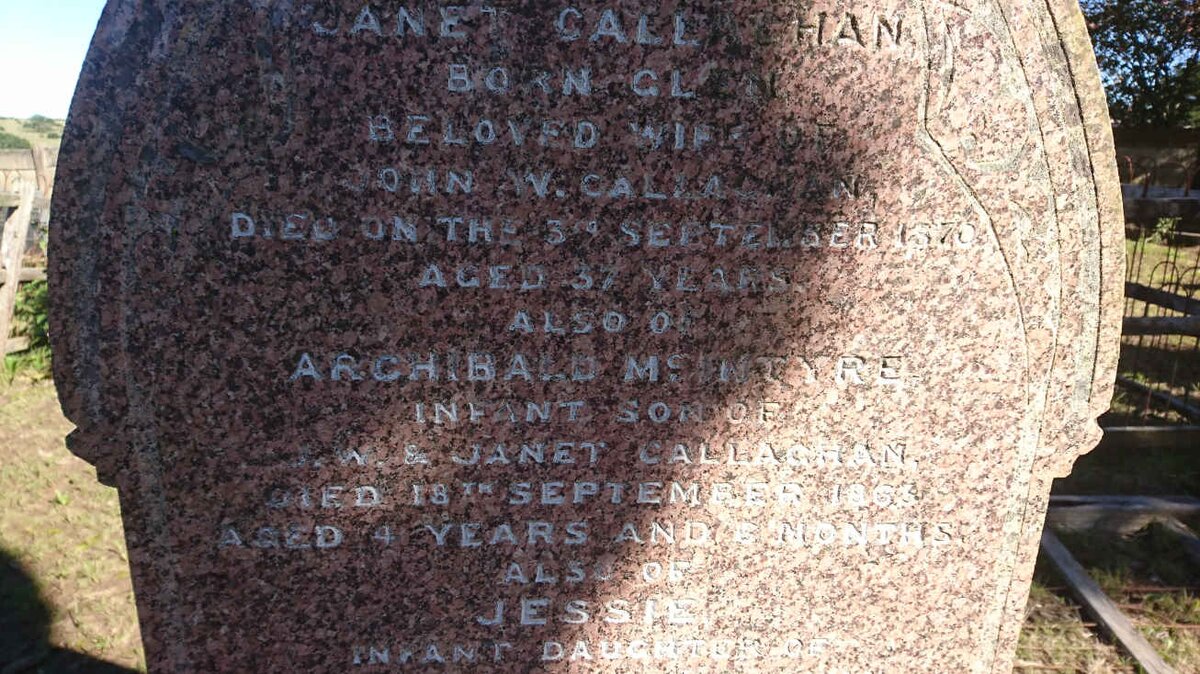 JANET CALLAGHAN
BORN GLEN
BELOVED WIFE OF
JOHN W. CALLAGHAN
DIED ON THE 3D SEPTEMBER 1870,
AGED 37 YEARS.
ALSO OF
ARCHIBALD MCINTYRE,
INFANT SON OF
J. W. & JANET CALLAGHAN,
DIED 18TH SEPTEMBER
AGED 4 YEARS AND MONTHS.
ALSO OF
JESSIE,
INFANT DAUGHTER OF